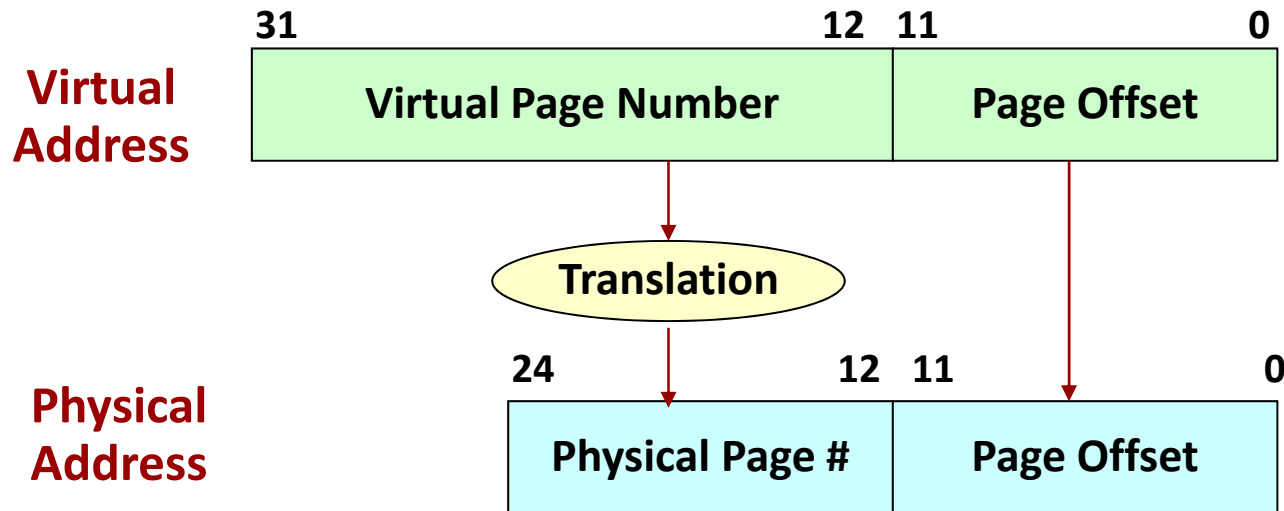 31 12 11 0
Virtual
Address
Virtual Page Number
Page Offset
Translation
24 12 11 0
Physical
Address
Physical Page #
Page Offset